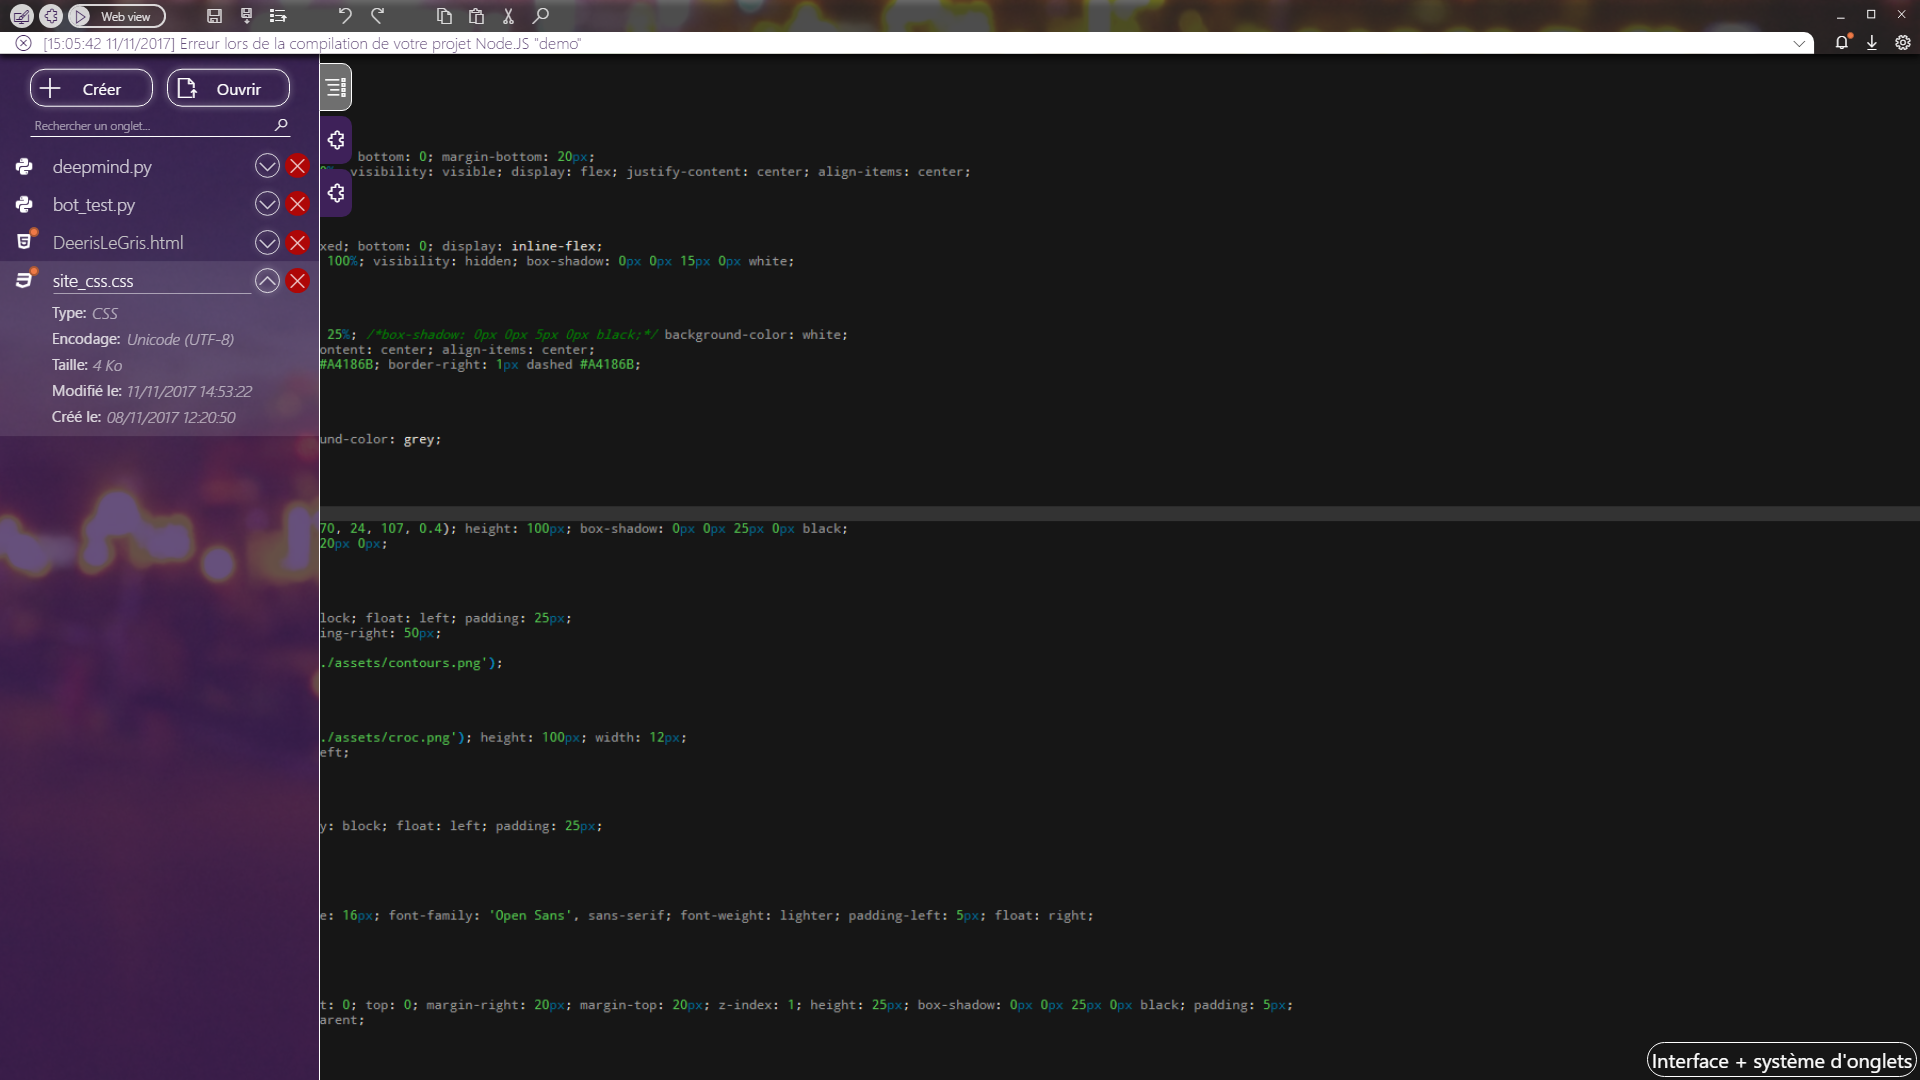 Web view
[15:05:42 11/11/2017] Erreur lors de la compilation de votre projet Node.JS "demo"
Créer
Ouvrir
Rechercher un onglet...
deepmind.py
bot_test.py
DeerisLeGris.html
site_css.css
Type: CSS
Encodage: Unicode (UTF-8)
Taille: 4 Ko
Modifié le: 11/11/2017 14:53:22
Créé le: 08/11/2017 12:20:50
bottom: 0; margin-bottom: 20px;
visibility: visible; display: flex; justify-content: center; align-items: center;
xed; bottom: 0; display: inline-flex;
100%; visibility: hidden; box-shadow: 0px 0px 15px 0px white;
25%; /*box-shadow: 0px 0px 5px 0px black;*/ background-color: white;
ontent: center; align-items: center;
#A4186B; border-right: 1px dashed #A4186B;
und-color: grey;
70, 24, 107, 0.4); height: 100px; box-shadow: 0px 0px 25px 0px black;
20px 0px;
lock; float: left; padding: 25px;
ing-right: 50px;
./assets/contours.png');
./assets/croc.png'); height: 100px; width: 12px;
eft;
y: block; float: left; padding: 25px;
e: 16px; font-family: 'Open Sans', sans-serif; font-weight: lighter; padding-left: 5px; float: right;
t: 0; top: 0; margin-right: 20px; margin-top: 20px; z-index: 1; height: 25px; box-shadow: 0px 0px 25px 0px black; padding: 5px;
arent;
Interface + système d'onglets